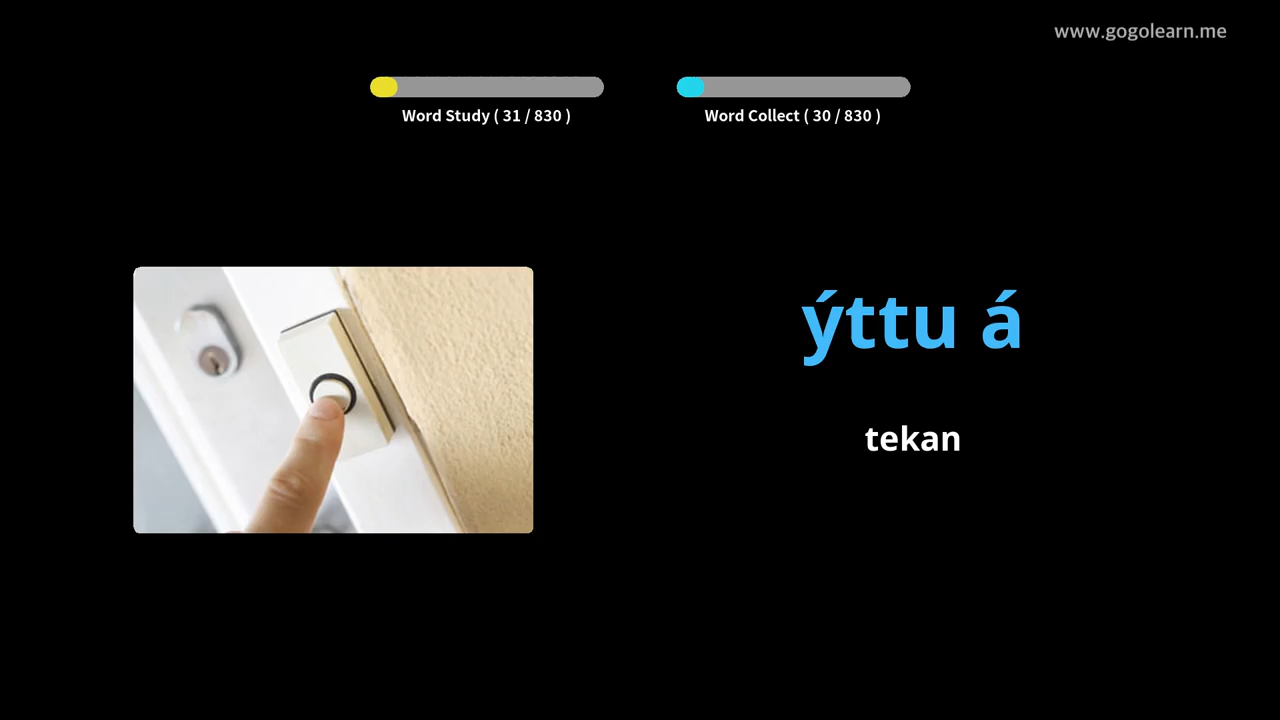 www.gogolearn.me
Word Study ( 31 / 830 )
Word Collect ( 30 / 830 )
ýttu á
tekan